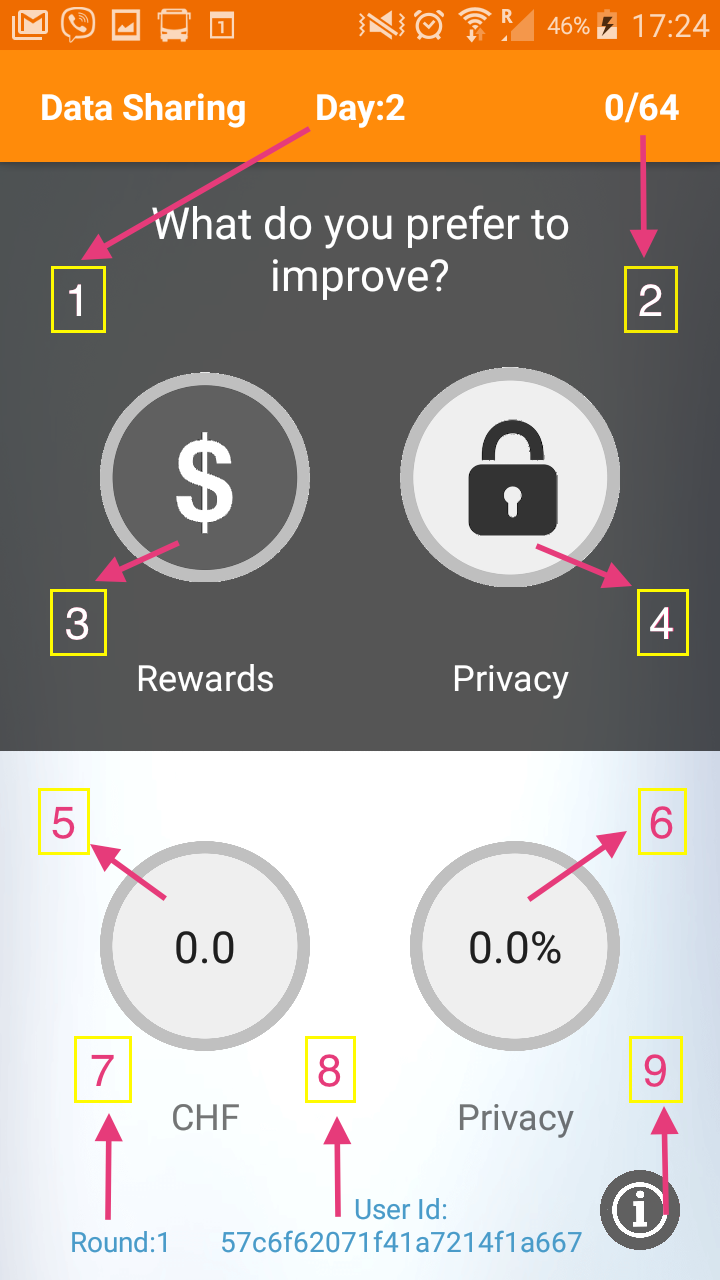 1
R
46%
17:24
Data Sharing
Day:2
0/64
What do you prefer to
improve?
1
2
$
3
4
Rewards
Privacy
5
6
0.0
0.0%
7
8
9
CHF
Privacy
User Id:
Round:1
57c6f62071f41a7214f1a667